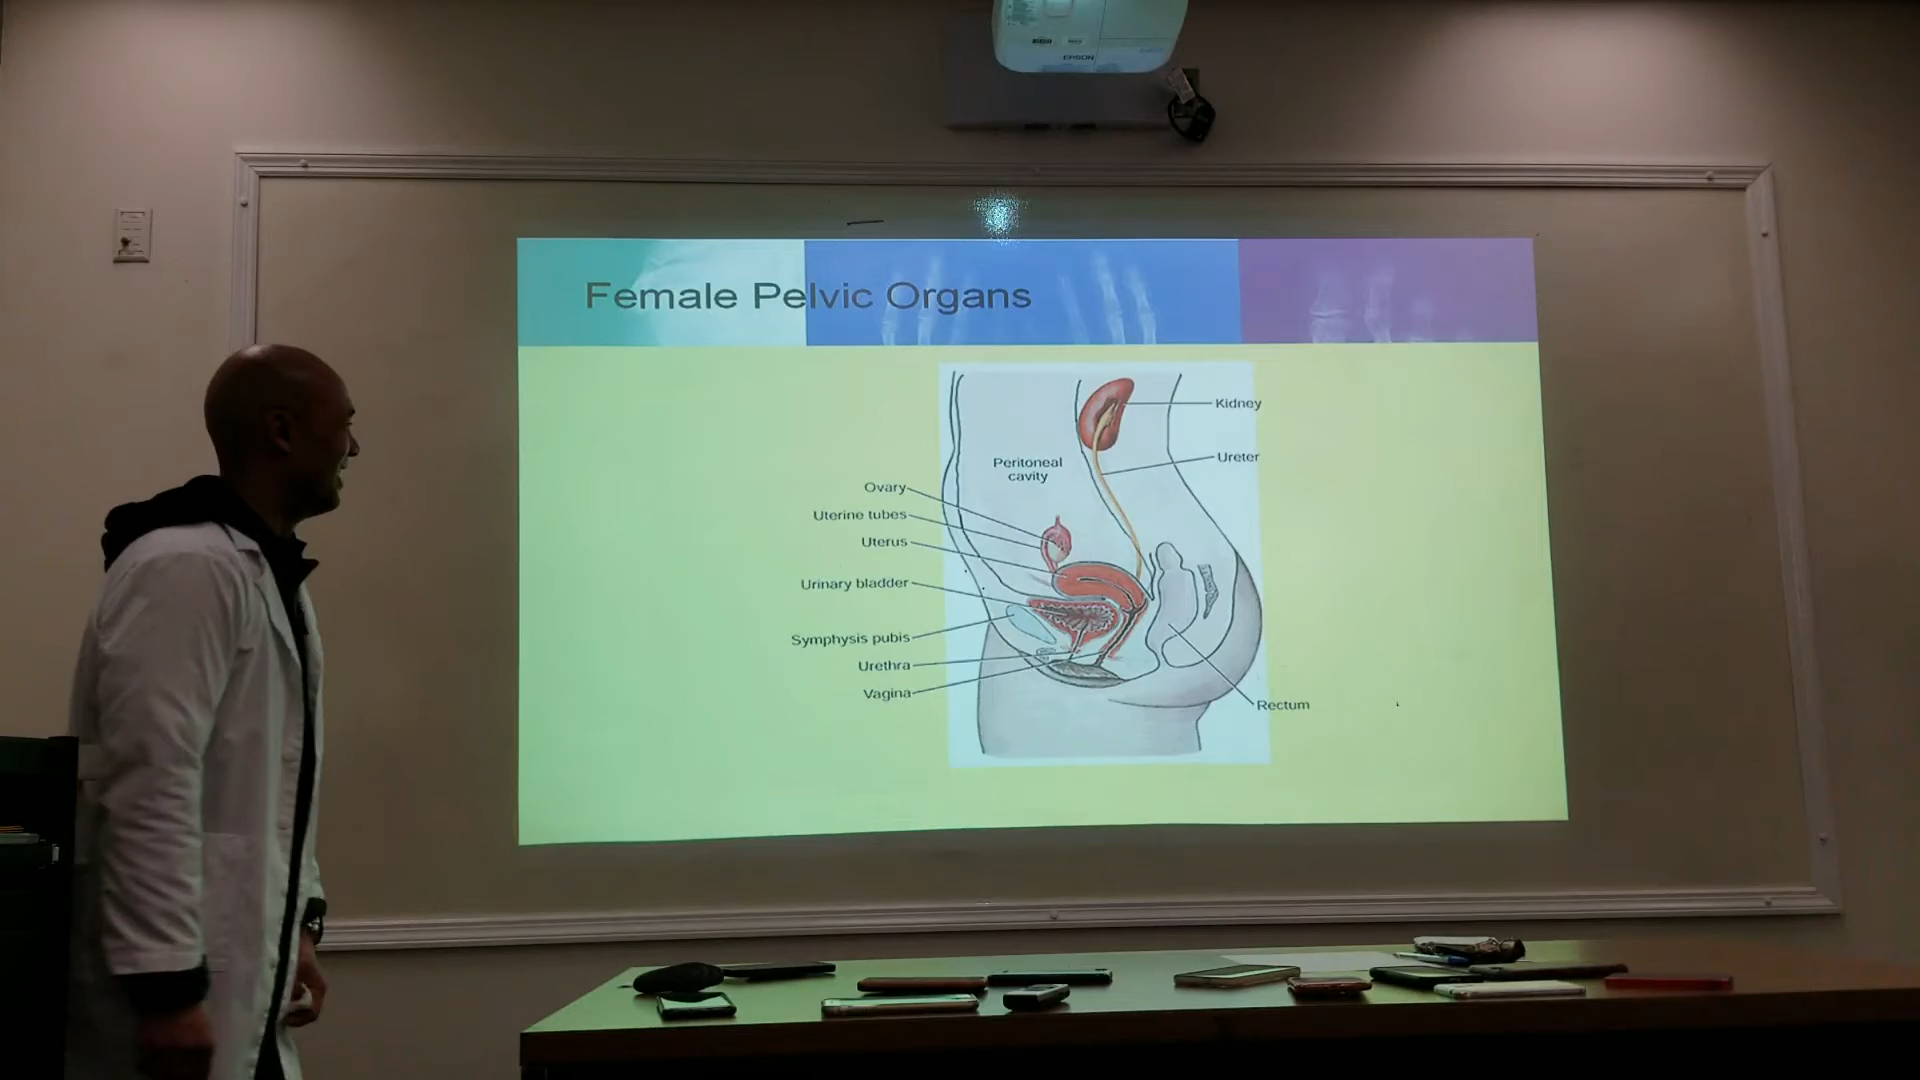 EPSON
Female Pelvic Organs
Kidney
Ureter
Peritoneal
cavity
Ovary
Uterine tubes
Uterus
Urinary bladder
Symphysis pubis
Urethra
Vagina
Rectum